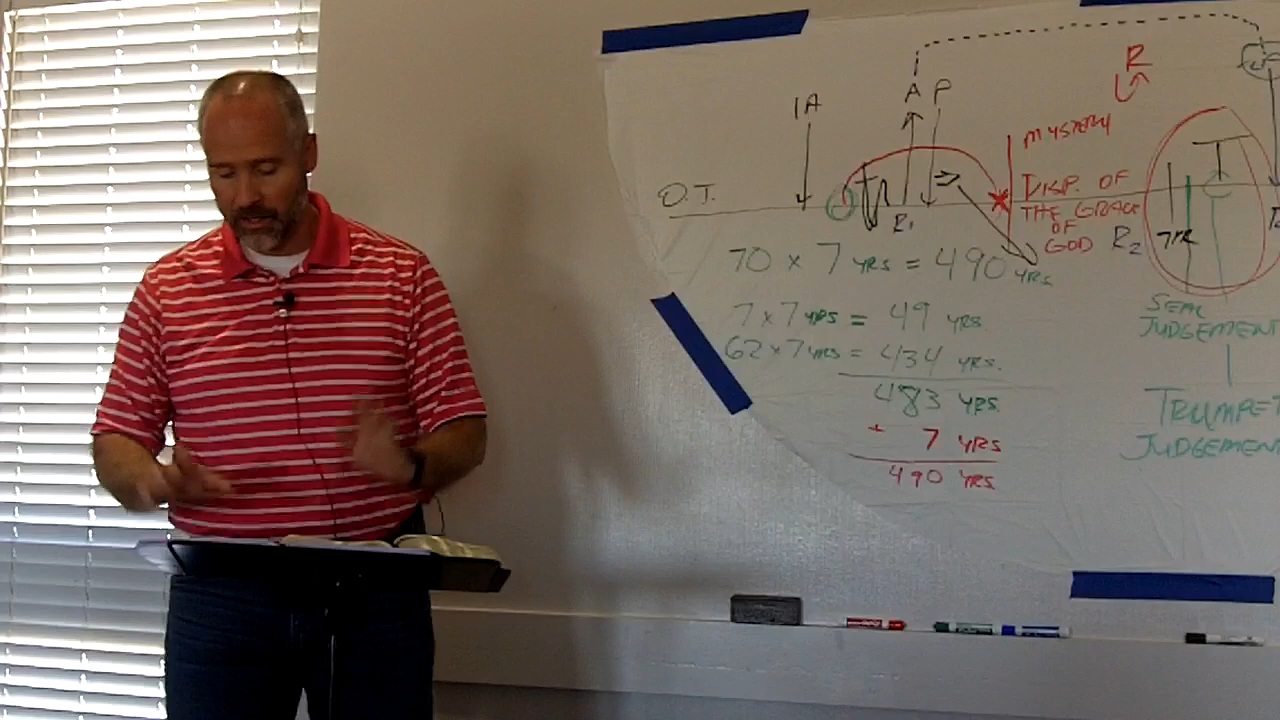 R
A P
1A
MYSTERY
O.T.
DISP. OF
THE GRACE
OF
GOD
R1
R2
7YR
70 x 7 YRS = 490 YRS
7 x 7 YRS = 49 YRS.
62 x 7 YRS = 434 YRS.
483 YRS.
+ 7 YRS
490 YRS.
SEAL
JUDGEMENT
TRUMPET
JUDGEMENT